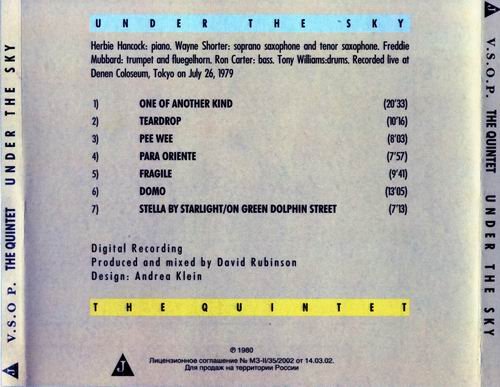 UNDER THE SKY
Herbie Hancock: piano. Wayne Shorter: soprano saxophone and tenor saxophone. Freddie
Mubbard: trumpet and fluegelhorn. Ron Carter: bass. Tony Williams:drums. Recorded live at
Denen Coloseum, Tokyo on July 26, 1979
1) ONE OF ANOTHER KIND (20'33)
2) TEARDROP (10'16)
3) PEE WEE (8'03)
4) PARA ORIENTE (7'57)
5) FRAGILE (9'41)
6) DOMO (13'05)
7) STELLA BY STARLIGHT/ON GREEN DOLPHIN STREET (7'13)
Digital Recording
Produced and mixed by David Rubinson
Design: Andrea Klein
THE QUINTET
℗ 1980
Лицензионное соглашение № МЗ-II/35/2002 от 14.03.02.
Для продаж на территории России
J
J V.S.O.P. THE QUINTET UNDER THE SKY
J V.S.O.P. THE QUINTET UNDER THE SKY